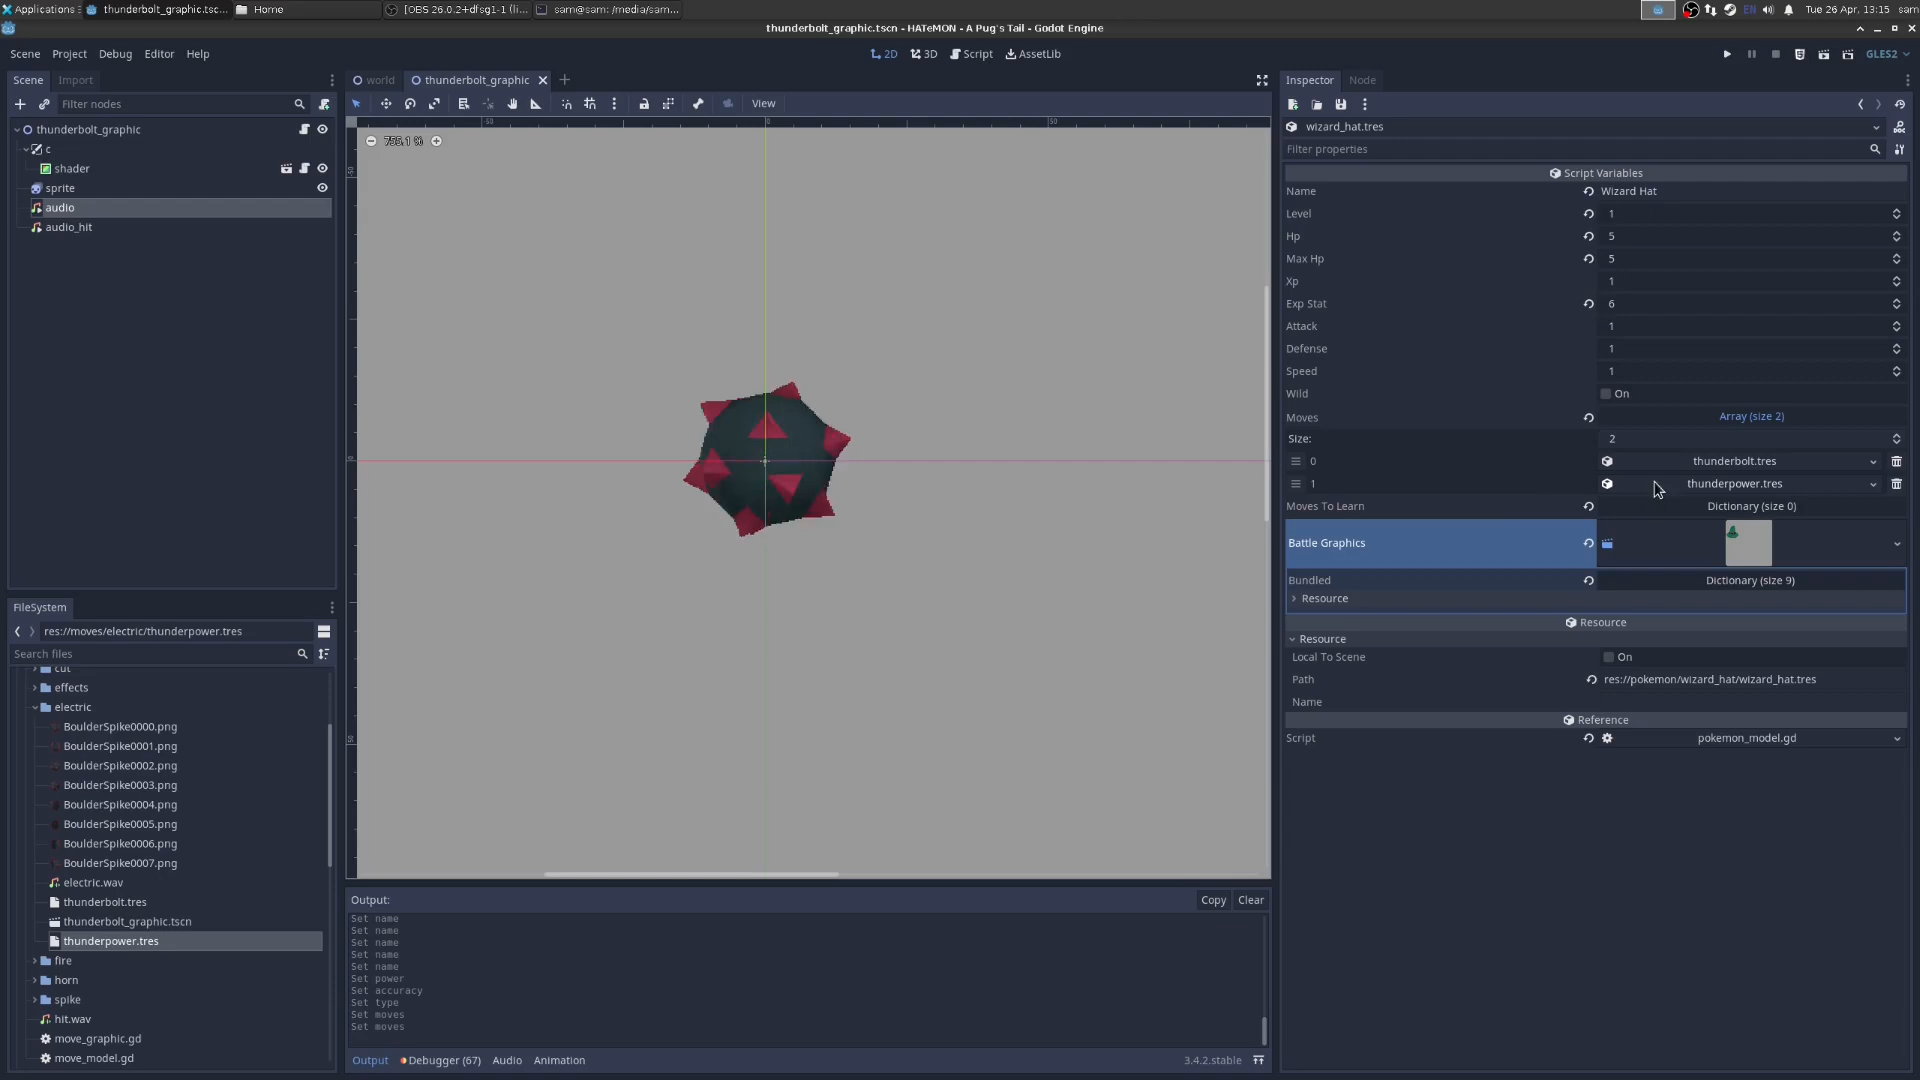 Applications
thunderbolt_graphic.tsc...
Home
[OBS 26.0.2+dfsg1-1 (li...
sam@sam: /media/sam...
EN
Tue 26 Apr, 13:15
sam
thunderbolt_graphic.tscn - HATeMON - A Pug's Tail - Godot Engine
Scene Project Debug Editor Help
2D 3D Script AssetLib
GLES2
Scene Import
Filter nodes
thunderbolt_graphic
c
shader
sprite
audio
audio_hit
FileSystem
res://moves/electric/thunderpower.tres
Search files
cut
effects
electric
BoulderSpike0000.png
BoulderSpike0001.png
BoulderSpike0002.png
BoulderSpike0003.png
BoulderSpike0004.png
BoulderSpike0005.png
BoulderSpike0006.png
BoulderSpike0007.png
electric.wav
thunderbolt.tres
thunderbolt_graphic.tscn
thunderpower.tres
fire
horn
spike
hit.wav
move_graphic.gd
move_model.gd
world thunderbolt_graphic
View
-50 0 50
755.1 %
Output:
Copy Clear
Set name
Set name
Set name
Set name
Set name
Set power
Set accuracy
Set type
Set moves
Set moves
Output Debugger (67) Audio Animation
3.4.2.stable
Inspector Node
wizard_hat.tres
Filter properties
Script Variables
Name Wizard Hat
Level 1
Hp 5
Max Hp 5
Xp 1
Exp Stat 6
Attack 1
Defense 1
Speed 1
Wild On
Moves Array (size 2)
Size: 2
0 thunderbolt.tres
1 thunderpower.tres
Moves To Learn Dictionary (size 0)
Battle Graphics
Bundled Dictionary (size 9)
Resource
Resource
Resource
Local To Scene On
Path res://pokemon/wizard_hat/wizard_hat.tres
Name
Reference
Script pokemon_model.gd